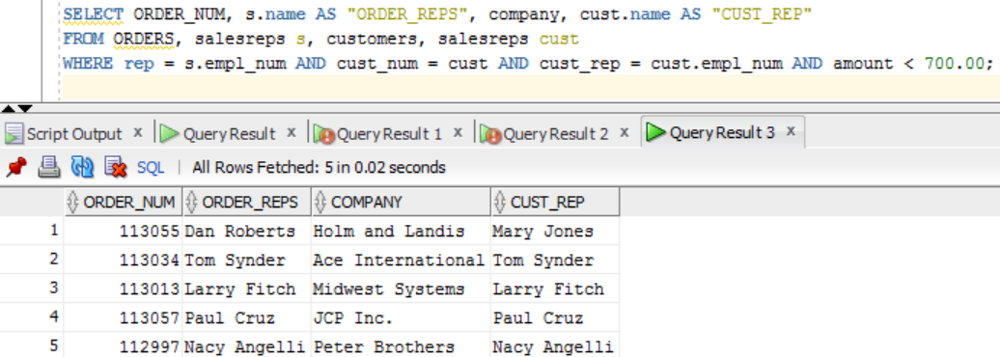 SELECT ORDER_NUM, s.name AS "ORDER_REPS", company, cust.name AS "CUST_REP"
FROM ORDERS, salesreps s, customers, salesreps cust
WHERE rep = s.empl_num AND cust_num = cust AND cust_rep = cust.empl_num AND amount < 700.00;
Script Output x Query Result x Query Result 1 x Query Result 2 x Query Result 3 x
SQL | All Rows Fetched: 5 in 0.02 seconds
ORDER_NUM ORDER_REPS COMPANY CUST_REP
1 113055 Dan Roberts Holm and Landis Mary Jones
2 113034 Tom Synder Ace International Tom Synder
3 113013 Larry Fitch Midwest Systems Larry Fitch
4 113057 Paul Cruz JCP Inc. Paul Cruz
5 112997 Nacy Angelli Peter Brothers Nacy Angelli